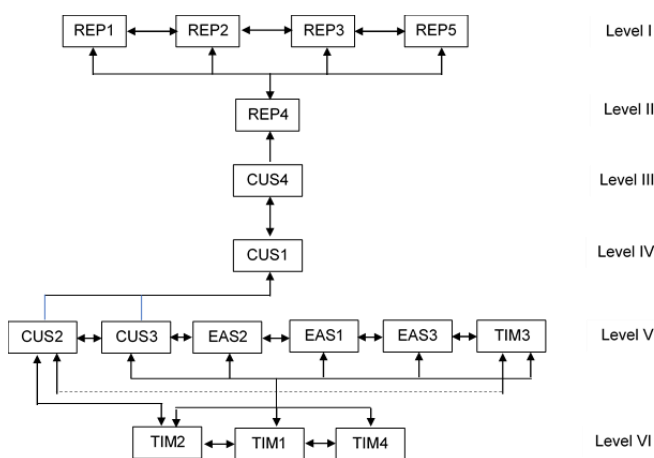 REP1 REP2 REP3 REP5 Level I
REP4 Level II
CUS4 Level III
CUS1 Level IV
CUS2 CUS3 EAS2 EAS1 EAS3 TIM3 Level V
TIM2 TIM1 TIM4 Level VI